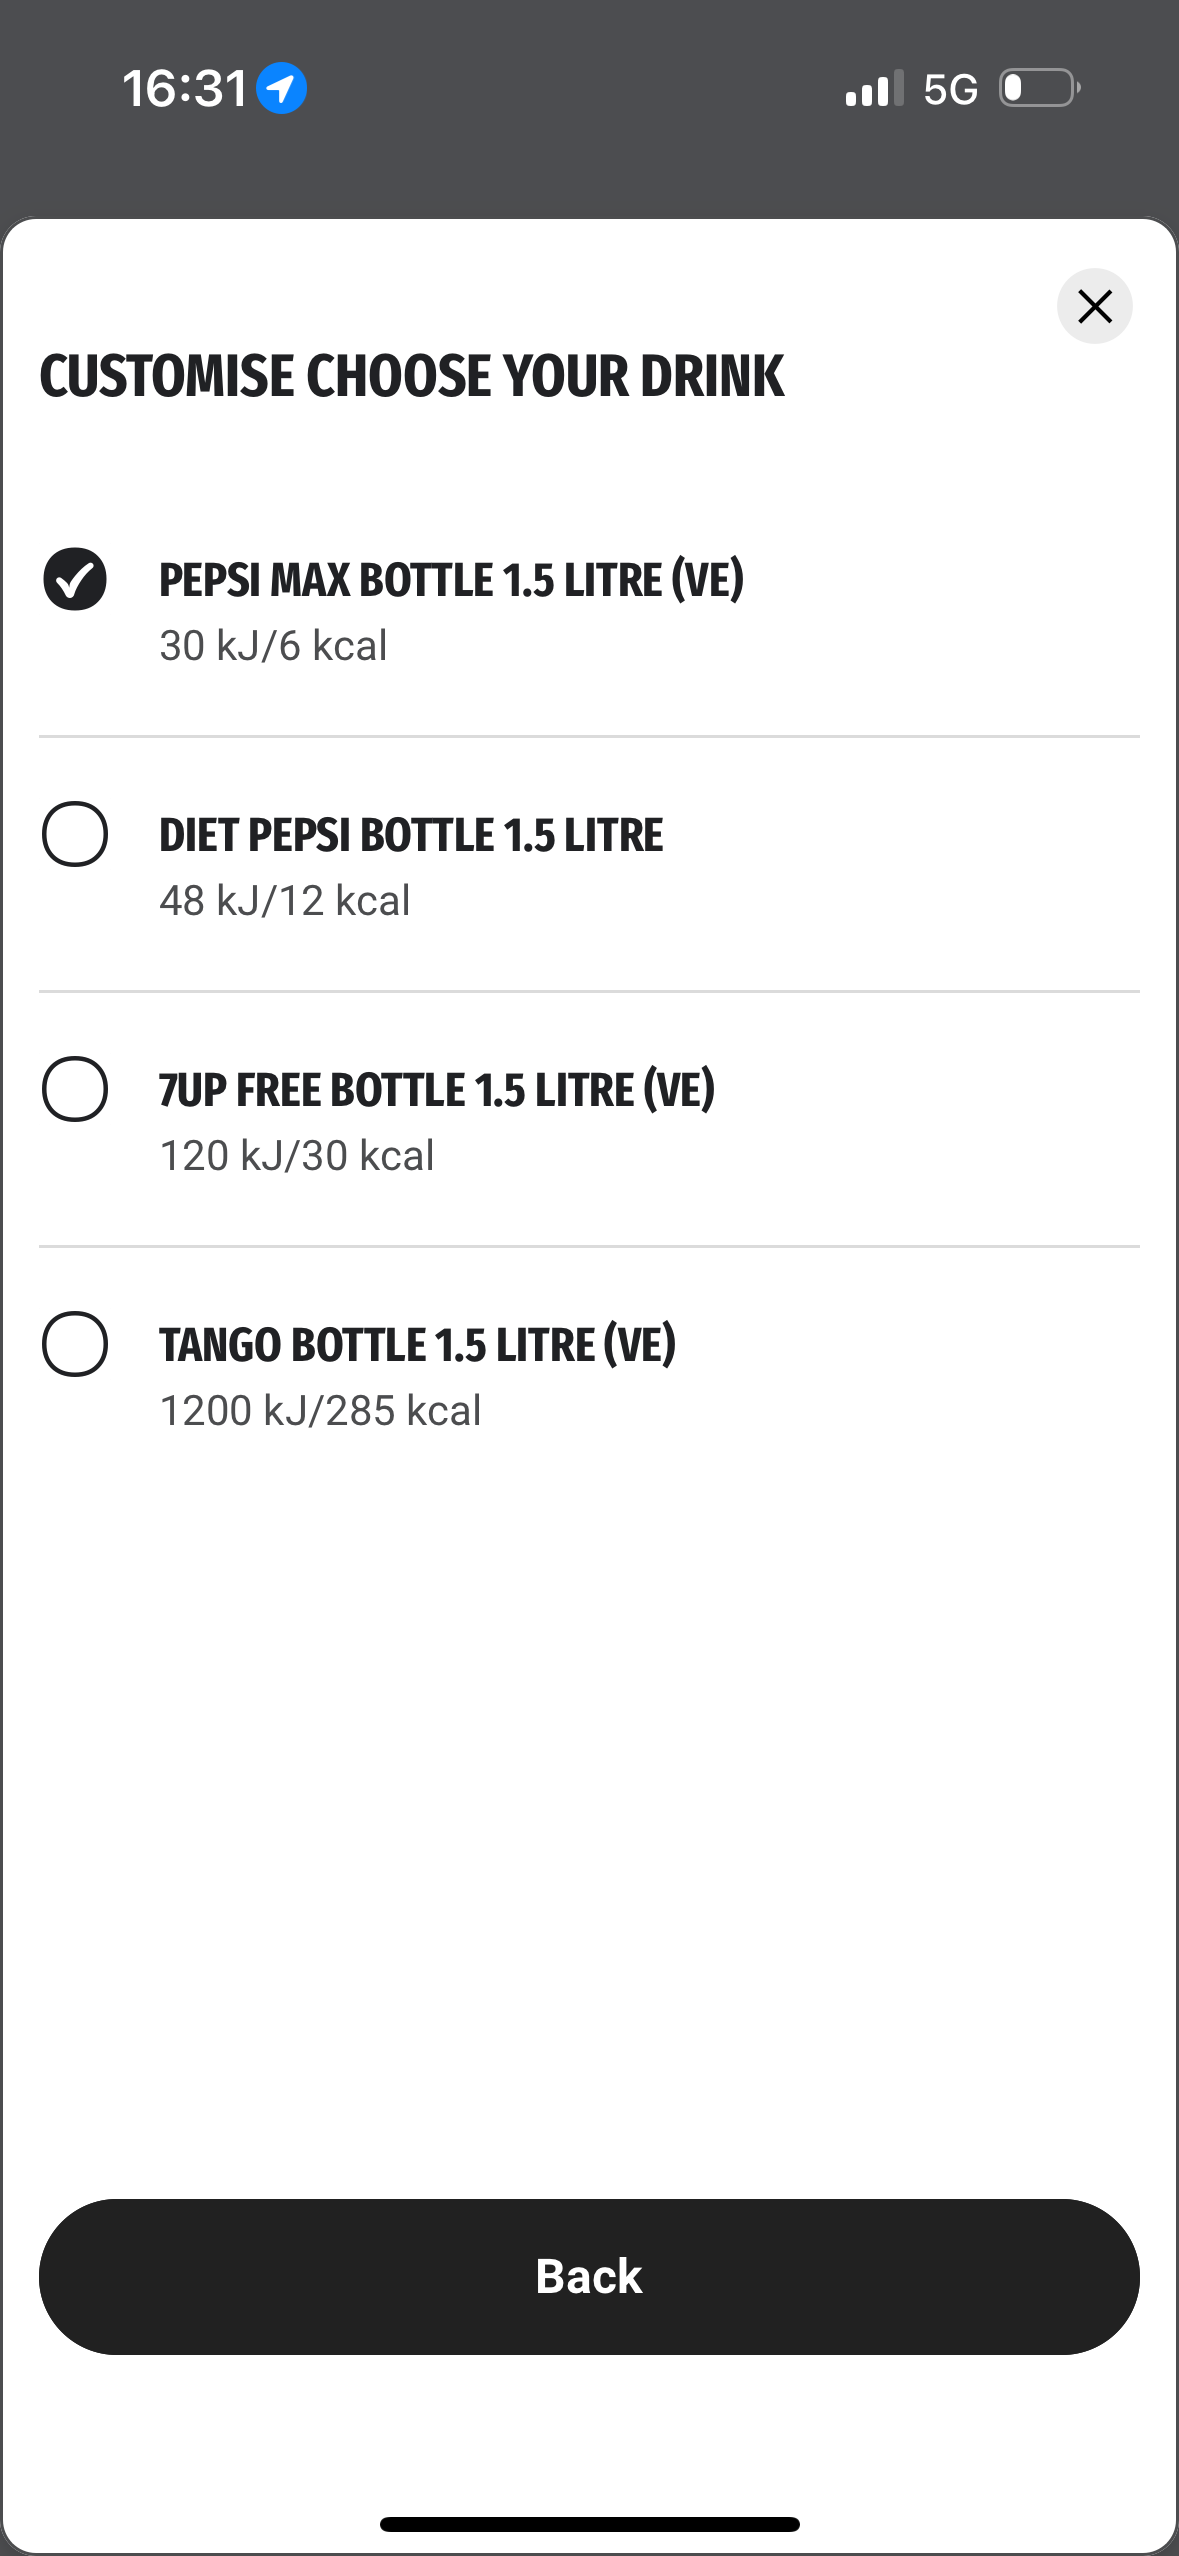 16:31
5G
CUSTOMISE CHOOSE YOUR DRINK
PEPSI MAX BOTTLE 1.5 LITRE (VE)
30 kJ/6 kcal
DIET PEPSI BOTTLE 1.5 LITRE
48 kJ/12 kcal
7UP FREE BOTTLE 1.5 LITRE (VE)
120 kJ/30 kcal
TANGO BOTTLE 1.5 LITRE (VE)
1200 kJ/285 kcal
Back